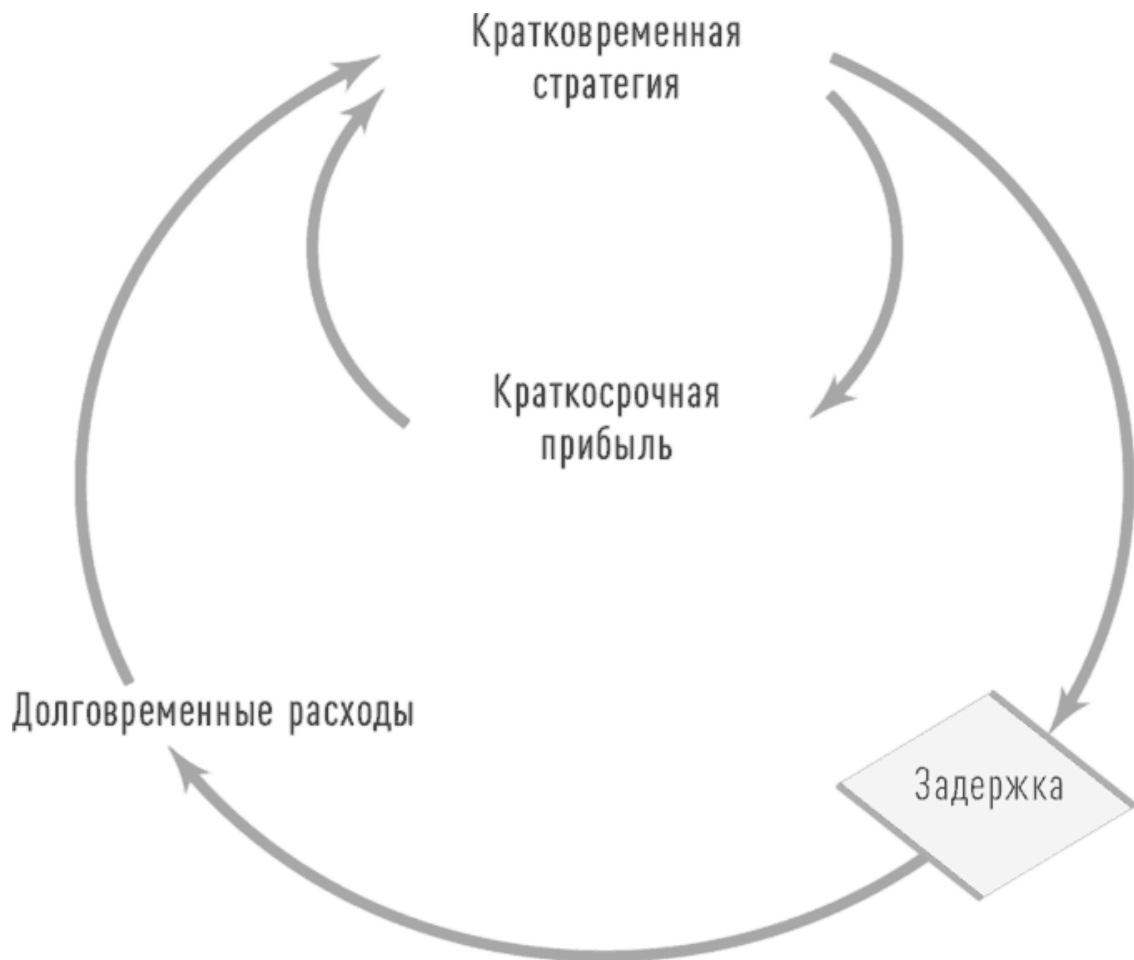 Кратковременная
стратегия
Краткосрочная
прибыль
Долговременные расходы
Задержка